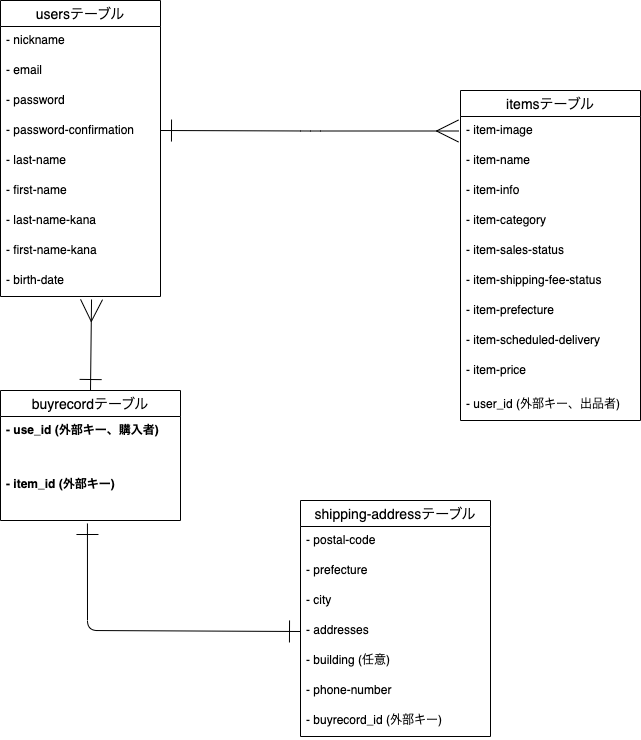 usersテーブル
- nickname
- email
- password
- password-confirmation
- last-name
- first-name
- last-name-kana
- first-name-kana
- birth-date
itemsテーブル
- item-image
- item-name
- item-info
- item-category
- item-sales-status
- item-shipping-fee-status
- item-prefecture
- item-scheduled-delivery
- item-price
- user_id (外部キー、出品者)
buyrecordテーブル
- use_id (外部キー、購入者)
- item_id (外部キー)
shipping-addressテーブル
- postal-code
- prefecture
- city
- addresses
- building (任意)
- phone-number
- buyrecord_id (外部キー)